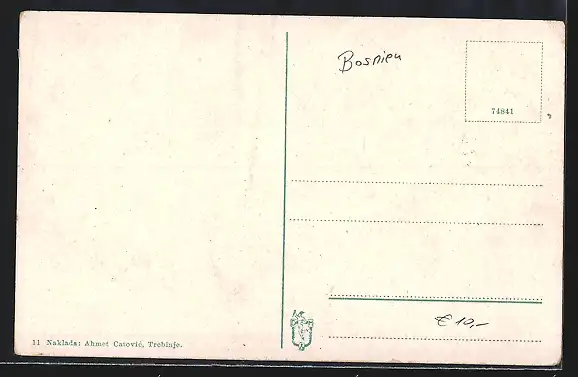 Bosnien
74841
€ 10,-
11 Naklada: Ahmet Catović, Trebinje.